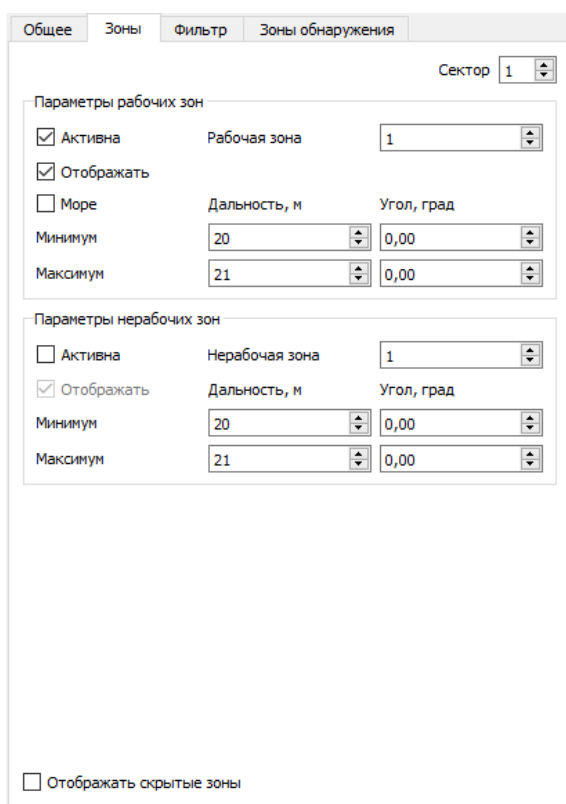 Общее Зоны Фильтр Зоны обнаружения
Сектор 1
Параметры рабочих зон
Активна Рабочая зона 1
Отображать
Море Дальность, м Угол, град
Минимум 20 0,00
Максимум 21 0,00
Параметры нерабочих зон
Активна Нерабочая зона 1
Отображать Дальность, м Угол, град
Минимум 20 0,00
Максимум 21 0,00
Отображать скрытые зоны